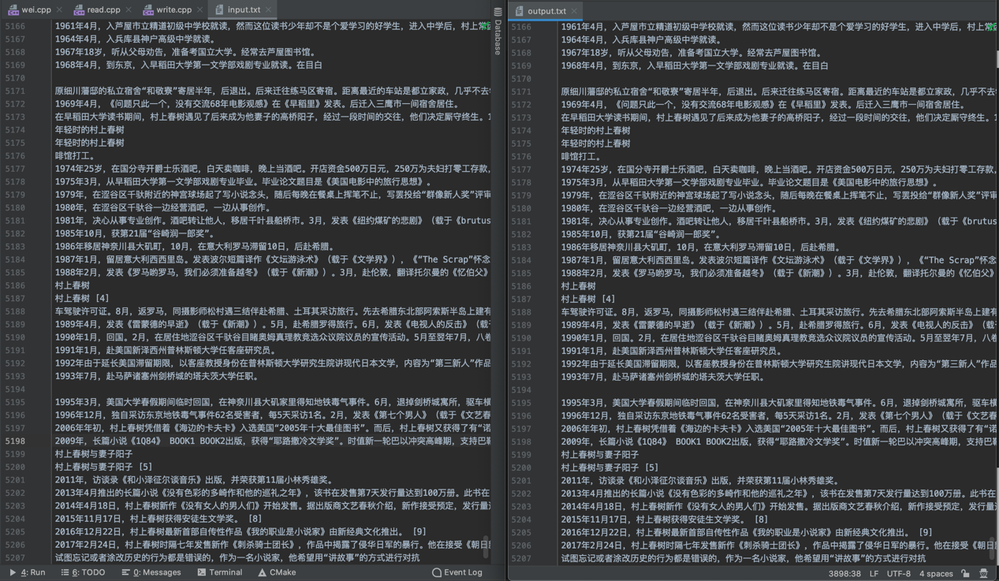 wei.cpp read.cpp write.cpp input.txt
5166 1961年4月，入芦屋市立精道初级中学校就读，然而这位读书少年却不是个爱学习的好学生，进入中学后，村上常
5167 1964年4月，入兵库县神户高级中学就读。
5168 1967年18岁，听从父母劝告，准备考国立大学。经常去芦屋图书馆。
5169 1968年4月，到东京，入早稻田大学第一文学部戏剧专业就读。在目白
5170
5171 原细川藩邸的私立宿舍“和敬寮”寄居半年，后退出。后来迁往练马区寄宿。距离最近的车站是都立家政，几乎不去
5172 1969年4月，《问题只此一个，没有交流68年电影观感》在《早稻里》发表。后迁入三鹰市一间宿舍居住。
5173 在早稻田大学读书期间，村上春树遇见了后来成为他妻子的高桥阳子，经过一段时间的交往，他们决定厮守终生。1
5174 年轻时的村上春树
5175 年轻时的村上春树
5176 啡馆打工。
5177 1974年25岁，在国分寺开爵士乐酒吧，白天卖咖啡，晚上当酒吧。开店资金500万日元，250万为夫妇打零工存款，
5178 1975年3月，从早稻田大学第一文学部戏剧专业毕业。毕业论文题目是《美国电影中的旅行思想》。
5179 1979年，在涩谷区千驮附近的神宫球场起了写小说念头，随后每晚在餐桌上挥笔不止，写罢投给“群像新人奖”评审
5180 1980年，在涩谷区千驮谷一边经营酒吧，一边从事创作。
5181 1981年，决心从事专业创作。酒吧转让他人，移居千叶县船桥市。3月，发表《纽约煤矿的悲剧》（载于《brutus
5182 1985年10月，获第21届“谷崎润一郎奖”。
5183 1986年移居神奈川县大矶町，10月，在意大利罗马滞留10日，后赴希腊。
5184 1987年1月，留居意大利西西里岛。发表波尔短篇译作《文坛游泳术》（载于《文学界》），《“The Scrap”怀念
5185 1988年2月，发表《罗马哟罗马，我们必须准备越冬》（载于《新潮》）。3月，赴伦敦，翻译托尔曼的《忆伯父》
5186 村上春树
5187 村上春树 [4]
5188 车驾驶许可证。8月，返罗马，同摄影师松村遇三结伴赴希腊、土耳其采访旅行。先去希腊东北部阿索斯半岛上建有
5189 1989年4月，发表《雷蒙德的早逝》（载于《新潮》）。5月，赴希腊罗得旅行。6月，发表《电视人的反击》（载
5190 1990年1月，回国。2月，在居住地涩谷区千驮谷目睹奥姆真理教竞选众议院议员的宣传活动。5月至翌年7月，八卷
5191 1991年1月，赴美国新泽西州普林斯顿大学任客座研究员。
5192 1992年由于延长美国滞留期限，以客座教授身份在普林斯顿大学研究生院讲现代日本文学，内容为“第三新人”作品
5193 1993年7月，赴马萨诸塞州剑桥城的塔夫茨大学任职。
5194
5195 1995年3月，美国大学春假期间临时回国，在神奈川县大矶家里得知地铁毒气事件。6月，退掉剑桥城寓所，驱车横
5196 1996年12月，独自采访东京地铁毒气事件62名受害者，每5天采访1名。2月，发表《第七个男人》（载于《文艺春
5197 2006年年初，村上春树凭借着《海边的卡夫卡》入选美国“2005年十大最佳图书”。而后，村上春树又获得了有“诺
5198 2009年，长篇小说《1Q84》 BOOK1 BOOK2出版，获得“耶路撒冷文学奖”。时值新一轮巴以冲突高峰期，支持巴勒
5199 村上春树与妻子阳子
5200 村上春树与妻子阳子 [5]
5201 2011年，访谈录《和小泽征尔谈音乐》出版，并荣获第11届小林秀雄奖。
5202 2013年4月推出的长篇小说《没有色彩的多崎作和他的巡礼之年》，该书在发售第7天发行量达到100万册。此书在
5203 2014年4月18日，村上春树新作《没有女人的男人们》开始发售。据出版商文艺春秋介绍，新作接受预定，发行量
5204 2015年11月17日，村上春树获得安徒生文学奖。 [8]
5205 2016年12月22日，村上春树最新首部自传性作品《我的职业是小说家》由新经典文化推出。 [9]
5206 2017年2月24日，村上春树时隔七年发售新作《刺杀骑士团长》，作品中揭露了侵华日军的暴行。他在接受《朝日
5207 试图忘记或者涂改历史的行为都是错误的，作为一名小说家，他希望用“讲故事”的方式进行对抗
4: Run 6: TODO 0: Messages Terminal CMake Event Log
Database
output.txt
5166 1961年4月，入芦屋市立精道初级中学校就读，然而这位读书少年却不是个爱学习的好学生，进入中学后，村上常
5167 1964年4月，入兵库县神户高级中学就读。
5168 1967年18岁，听从父母劝告，准备考国立大学。经常去芦屋图书馆。
5169 1968年4月，到东京，入早稻田大学第一文学部戏剧专业就读。在目白
5170
5171 原细川藩邸的私立宿舍“和敬寮”寄居半年，后退出。后来迁往练马区寄宿。距离最近的车站是都立家政，几乎不去
5172 1969年4月，《问题只此一个，没有交流68年电影观感》在《早稻里》发表。后迁入三鹰市一间宿舍居住。
5173 在早稻田大学读书期间，村上春树遇见了后来成为他妻子的高桥阳子，经过一段时间的交往，他们决定厮守终生。1
5174 年轻时的村上春树
5175 年轻时的村上春树
5176 啡馆打工。
5177 1974年25岁，在国分寺开爵士乐酒吧，白天卖咖啡，晚上当酒吧。开店资金500万日元，250万为夫妇打零工存款，
5178 1975年3月，从早稻田大学第一文学部戏剧专业毕业。毕业论文题目是《美国电影中的旅行思想》。
5179 1979年，在涩谷区千驮附近的神宫球场起了写小说念头，随后每晚在餐桌上挥笔不止，写罢投给“群像新人奖”评审
5180 1980年，在涩谷区千驮谷一边经营酒吧，一边从事创作。
5181 1981年，决心从事专业创作。酒吧转让他人，移居千叶县船桥市。3月，发表《纽约煤矿的悲剧》（载于《brutus
5182 1985年10月，获第21届“谷崎润一郎奖”。
5183 1986年移居神奈川县大矶町，10月，在意大利罗马滞留10日，后赴希腊。
5184 1987年1月，留居意大利西西里岛。发表波尔短篇译作《文坛游泳术》（载于《文学界》），《“The Scrap”怀念
5185 1988年2月，发表《罗马哟罗马，我们必须准备越冬》（载于《新潮》）。3月，赴伦敦，翻译托尔曼的《忆伯父》
5186 村上春树
5187 村上春树 [4]
5188 车驾驶许可证。8月，返罗马，同摄影师松村遇三结伴赴希腊、土耳其采访旅行。先去希腊东北部阿索斯半岛上建有
5189 1989年4月，发表《雷蒙德的早逝》（载于《新潮》）。5月，赴希腊罗得旅行。6月，发表《电视人的反击》（载
5190 1990年1月，回国。2月，在居住地涩谷区千驮谷目睹奥姆真理教竞选众议院议员的宣传活动。5月至翌年7月，八卷
5191 1991年1月，赴美国新泽西州普林斯顿大学任客座研究员。
5192 1992年由于延长美国滞留期限，以客座教授身份在普林斯顿大学研究生院讲现代日本文学，内容为“第三新人”作品
5193 1993年7月，赴马萨诸塞州剑桥城的塔夫茨大学任职。
5194
5195 1995年3月，美国大学春假期间临时回国，在神奈川县大矶家里得知地铁毒气事件。6月，退掉剑桥城寓所，驱车横
5196 1996年12月，独自采访东京地铁毒气事件62名受害者，每5天采访1名。2月，发表《第七个男人》（载于《文艺春
5197 2006年年初，村上春树凭借着《海边的卡夫卡》入选美国“2005年十大最佳图书”。而后，村上春树又获得了有“诺
5198 2009年，长篇小说《1Q84》 BOOK1 BOOK2出版，获得“耶路撒冷文学奖”。时值新一轮巴以冲突高峰期，支持巴勒
5199 村上春树与妻子阳子
5200 村上春树与妻子阳子 [5]
5201 2011年，访谈录《和小泽征尔谈音乐》出版，并荣获第11届小林秀雄奖。
5202 2013年4月推出的长篇小说《没有色彩的多崎作和他的巡礼之年》，该书在发售第7天发行量达到100万册。此书在
5203 2014年4月18日，村上春树新作《没有女人的男人们》开始发售。据出版商文艺春秋介绍，新作接受预定，发行量
5204 2015年11月17日，村上春树获得安徒生文学奖。 [8]
5205 2016年12月22日，村上春树最新首部自传性作品《我的职业是小说家》由新经典文化推出。 [9]
5206 2017年2月24日，村上春树时隔七年发售新作《刺杀骑士团长》，作品中揭露了侵华日军的暴行。他在接受《朝日
5207 试图忘记或者涂改历史的行为都是错误的，作为一名小说家，他希望用“讲故事”的方式进行对抗
3898:38 LF UTF-8 4 spaces